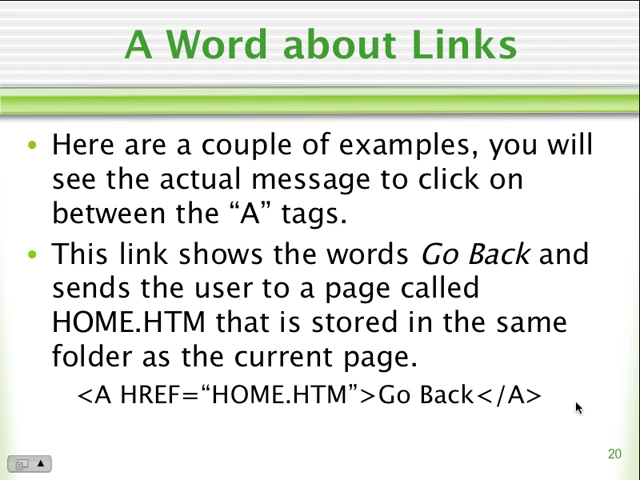 A Word about Links
• Here are a couple of examples, you will
see the actual message to click on
between the “A” tags.
• This link shows the words Go Back and
sends the user to a page called
HOME.HTM that is stored in the same
folder as the current page.
<A HREF=“HOME.HTM”>Go Back</A>
20